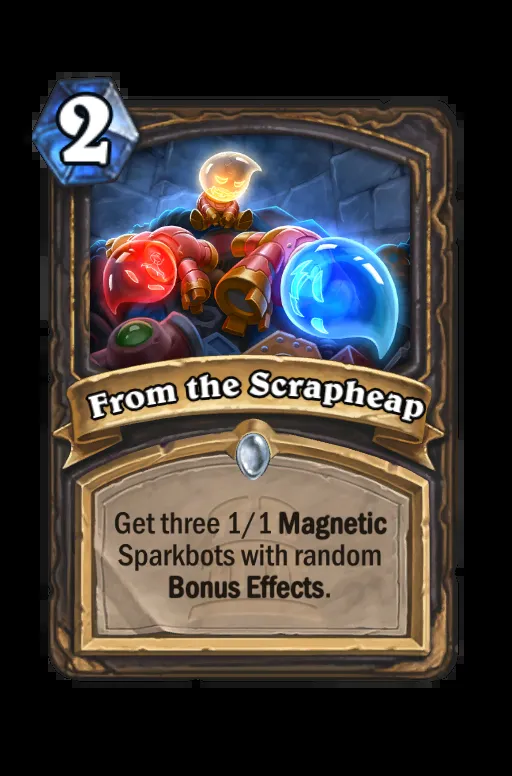 2
From the Scrapheap
Get three 1/1 Magnetic
Sparkbots with random
Bonus Effects.